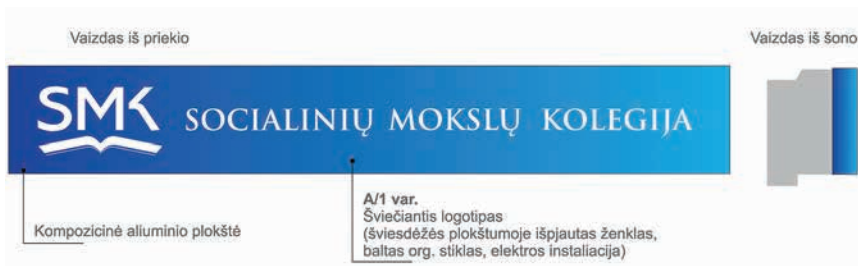 Vaizdas iš priekio
Vaizdas iš šono
SMK SOCIALINIŲ MOKSLŲ KOLEGIJA
Kompozicinė aliuminio plokštė
A/1 var.
Šviečiantis logotipas
(šviesdėžės plokštumoje išpjautas ženklas,
baltas org. stiklas, elektros instaliacija)